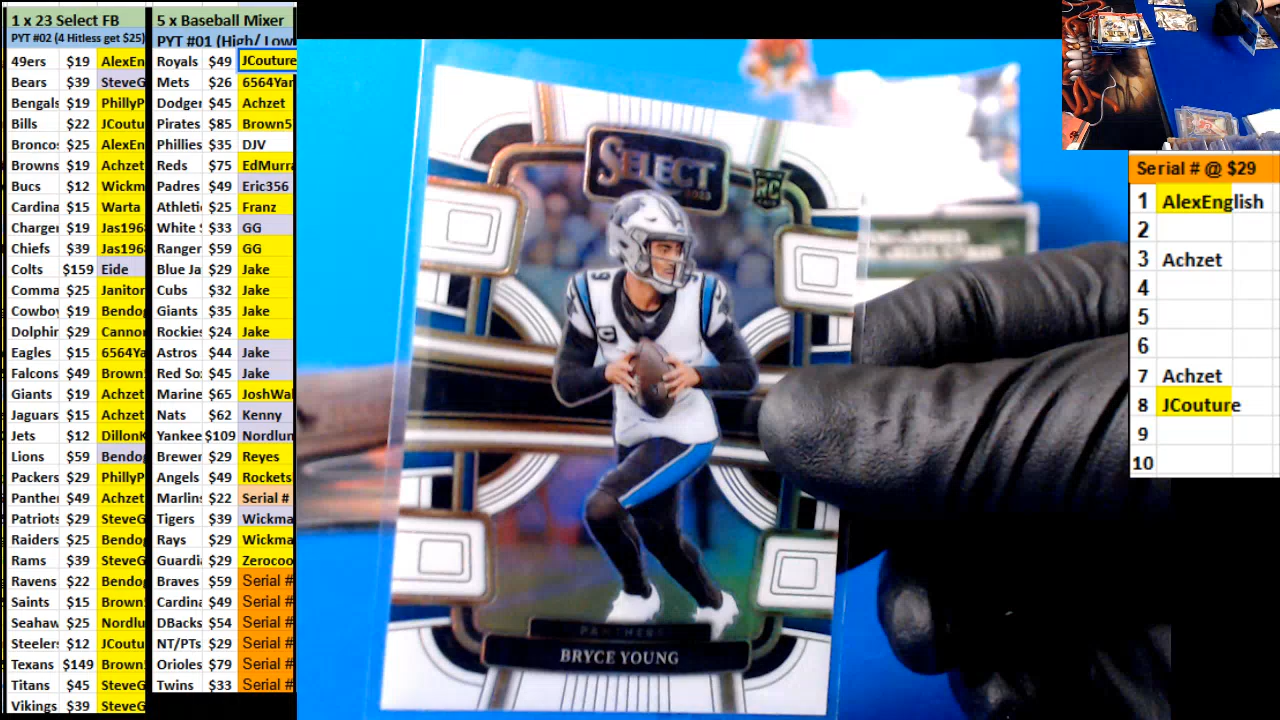 1 x 23 Select FB
PYT #02 (4 Hitless get $25)
49ers $19 AlexEn
Bears $39 SteveG
Bengals $19 PhillyP
Bills $22 JCoutu
Bronco: $25 AlexEn
Browns $19 Achzet
Bucs $12 Wickm
Cardina $15 Warta
Charger $19 Jas196
Chiefs $39 Jas196
Colts $159 Eide
Comma $25 Janitor
Cowboy $19 Bendo
Dolphin $29 Cannon
Eagles $15 6564Ya
Falcons $49 Brown
Giants $19 Achzet
Jaguars $15 Achzet
Jets $12 DillonK
Lions $59 Bendo
Packers $29 PhillyP
Panthe $49 Achzet
Patriots $29 SteveG
Raiders $25 Bendo
Rams $39 SteveG
Ravens $22 Bendo
Saints $15 Brown
Seahaw $25 Nordlu
Steelers $12 JCoutu
Texans $149 Brown
Titans $45 SteveG
Vikings $39 SteveG
5 x Baseball Mixer
PYT #01 (High/ Low
Royals $49 JCouture
Mets $26 6564Yan
Dodger $45 Achzet
Pirates $85 Brown5
Phillies $35 DJV
Reds $75 EdMurra
Padres $49 Eric356
Athletic $25 Franz
White S $33 GG
Ranger $59 GG
Blue Ja $29 Jake
Cubs $32 Jake
Giants $35 Jake
Rockies $24 Jake
Astros $44 Jake
Red So $45 Jake
Marine $65 JoshWal
Nats $62 Kenny
Yankee $109 Nordlun
Brewer $29 Reyes
Angels $49 Rockets
Marlins $22 Serial #
Tigers $39 Wickma
Rays $29 Wickma
Guardi $29 Zerocoo
Braves $59 Serial #
Cardina $49 Serial #
DBacks $54 Serial #
NT/PTs $29 Serial #
Orioles $79 Serial #
Twins $33 Serial #
SELECT
2023
RC
PANTHERS
BRYCE YOUNG
Serial # @ $29
1 AlexEnglish
2
3 Achzet
4
5
6
7 Achzet
8 JCouture
9
10